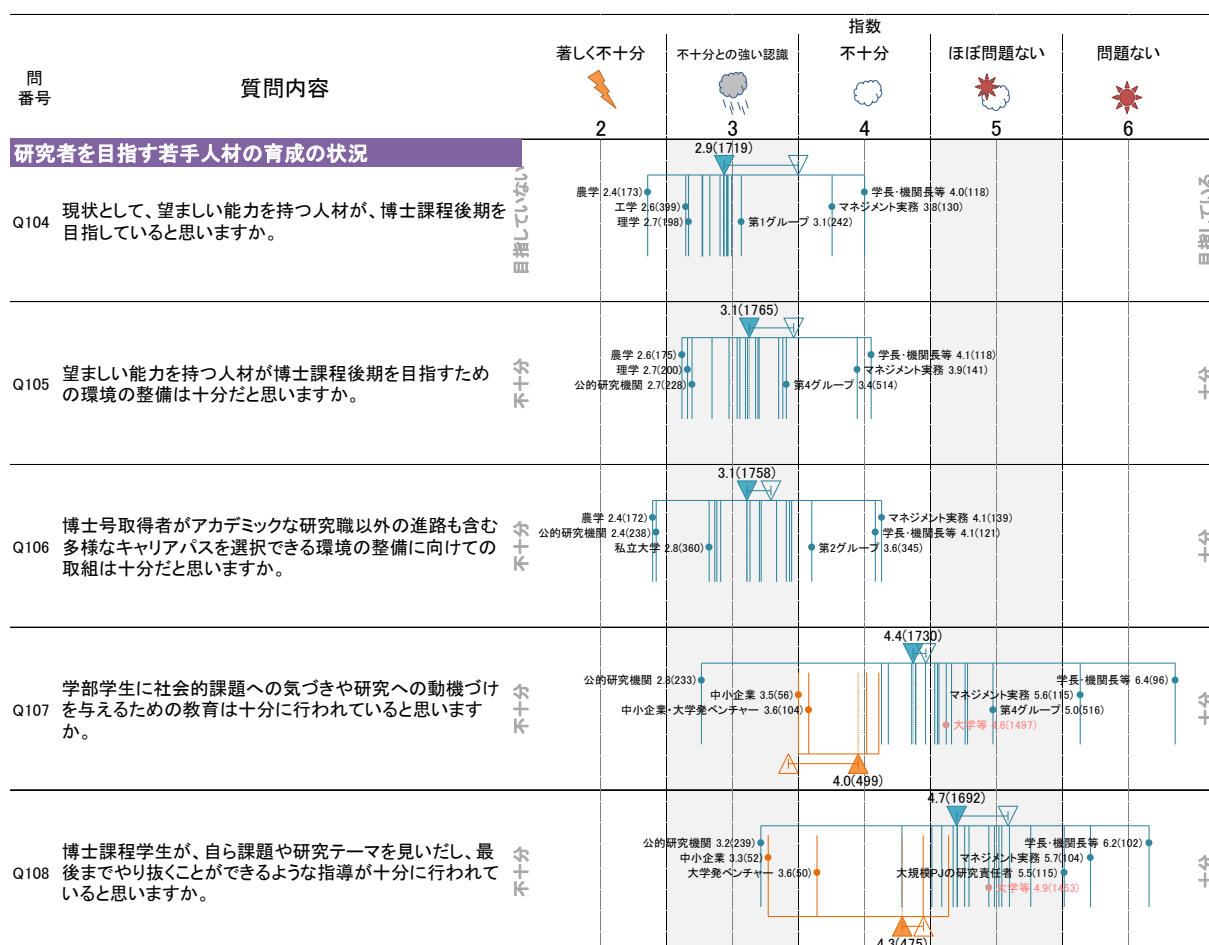 指数
著しく不十分 不十分との強い認識 不十分 ほぼ問題ない 問題ない
問番号 質問内容
2 3 4 5 6
研究者を目指す若手人材の育成の状況
2.9(1719)
Q104 現状として、望ましい能力を持つ人材が、博士課程後期を
目指していると思いますか。
目指していない
農学 2.4(173)
工学 2.6(399)
理学 2.7(198)
第1グループ 3.1(242)
学長・機関長等 4.0(118)
マネジメント実務 3.8(130)
目指している
3.1(1765)
Q105 望ましい能力を持つ人材が博士課程後期を目指すため
の環境の整備は十分だと思いますか。
不十分
農学 2.6(175)
理学 2.7(200)
公的研究機関 2.7(228)
学長・機関長等 4.1(118)
マネジメント実務 3.9(141)
第4グループ 3.4(514)
十分
3.1(1758)
Q106 博士号取得者がアカデミックな研究職以外の進路も含む
多様なキャリアパスを選択できる環境の整備に向けての
取組は十分だと思いますか。
不十分
農学 2.4(172)
公的研究機関 2.4(238)
私立大学 2.8(360)
マネジメント実務 4.1(139)
学長・機関長等 4.1(121)
第2グループ 3.6(345)
十分
4.4(1730)
Q107 学部学生に社会的課題への気づきや研究への動機づけ
を与えるための教育は十分に行われていると思います
か。
不十分
公的研究機関 2.8(233)
中小企業 3.5(56)
中小企業・大学発ベンチャー 3.6(104)
学長・機関長等 6.4(96)
マネジメント実務 5.6(115)
第4グループ 5.0(516)
大学等 4.6(1497)
十分
4.0(499)
4.7(1692)
Q108 博士課程学生が、自ら課題や研究テーマを見いだし、最
後までやり抜くことができるような指導が十分に行われて
いると思いますか。
不十分
公的研究機関 3.2(239)
中小企業 3.3(52)
大学発ベンチャー 3.6(50)
学長・機関長等 6.2(102)
マネジメント実務 5.7(104)
大規模PJの研究責任者 5.5(115)
大学等 4.9(1453)
十分
4.3(475)